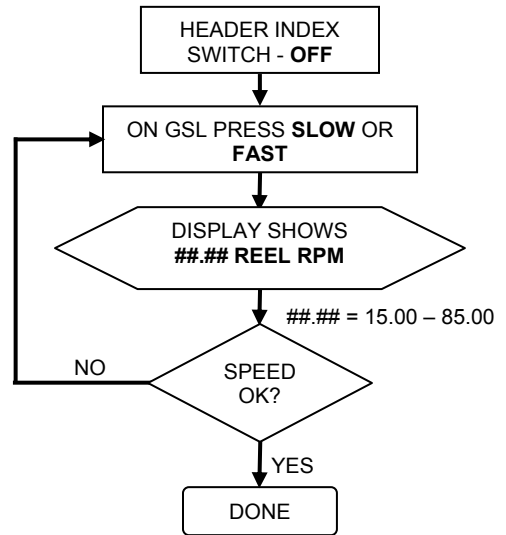 HEADER INDEX
SWITCH - OFF
ON GSL PRESS SLOW OR
FAST
DISPLAY SHOWS
##.## REEL RPM
##.## = 15.00 – 85.00
NO
SPEED
OK?
YES
DONE